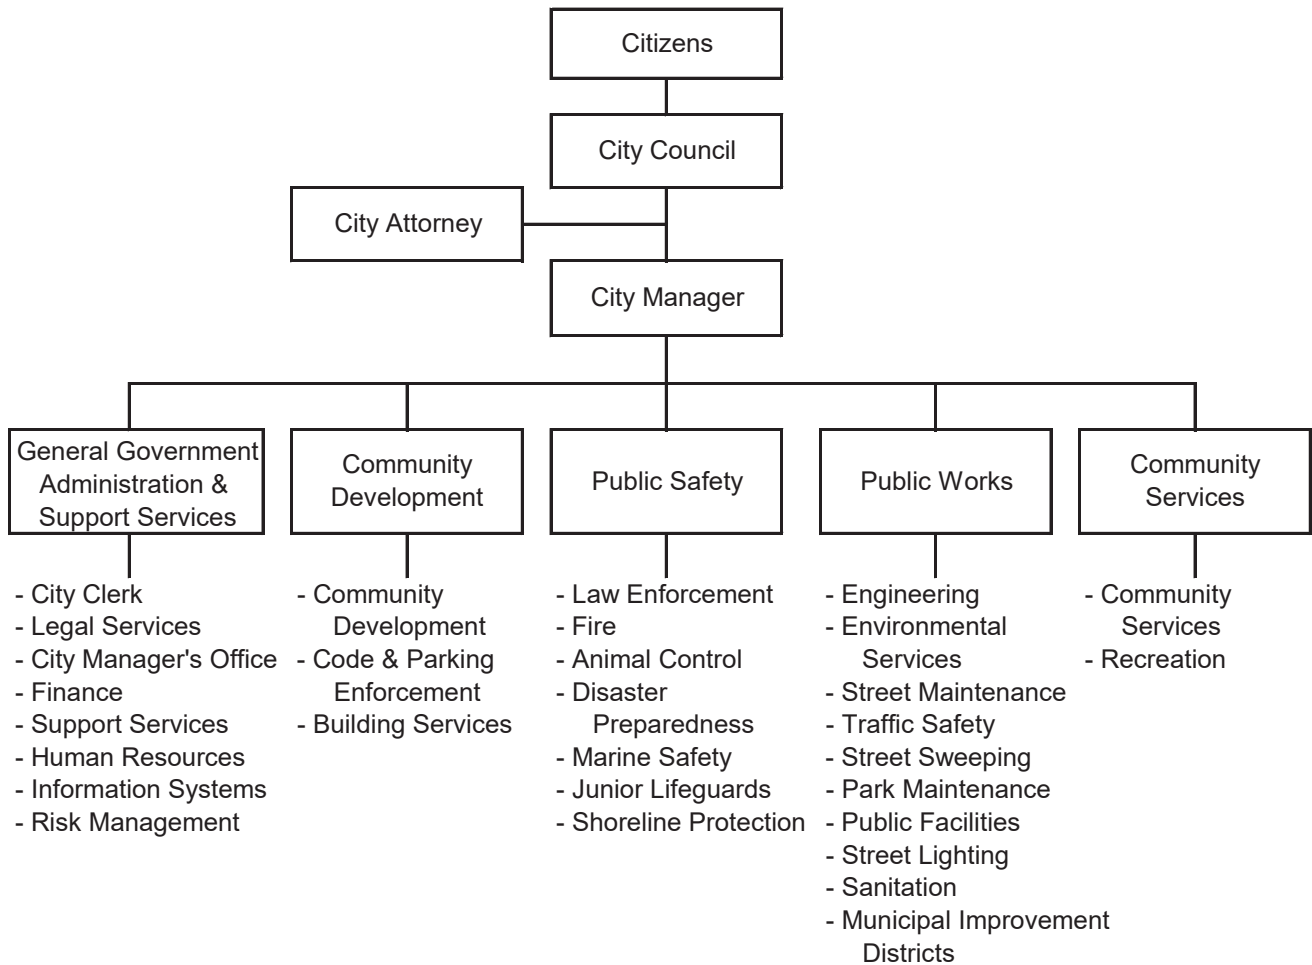 Citizens
City Council
City Attorney
City Manager
General Government
Administration &
Support Services
Community
Development
Public Safety
Public Works
Community
Services
- City Clerk
- Legal Services
- City Manager's Office
- Finance
- Support Services
- Human Resources
- Information Systems
- Risk Management
- Community
Development
- Code & Parking
Enforcement
- Building Services
- Law Enforcement
- Fire
- Animal Control
- Disaster
Preparedness
- Marine Safety
- Junior Lifeguards
- Shoreline Protection
- Engineering
- Environmental
Services
- Street Maintenance
- Traffic Safety
- Street Sweeping
- Park Maintenance
- Public Facilities
- Street Lighting
- Sanitation
- Municipal Improvement
Districts
- Community
Services
- Recreation